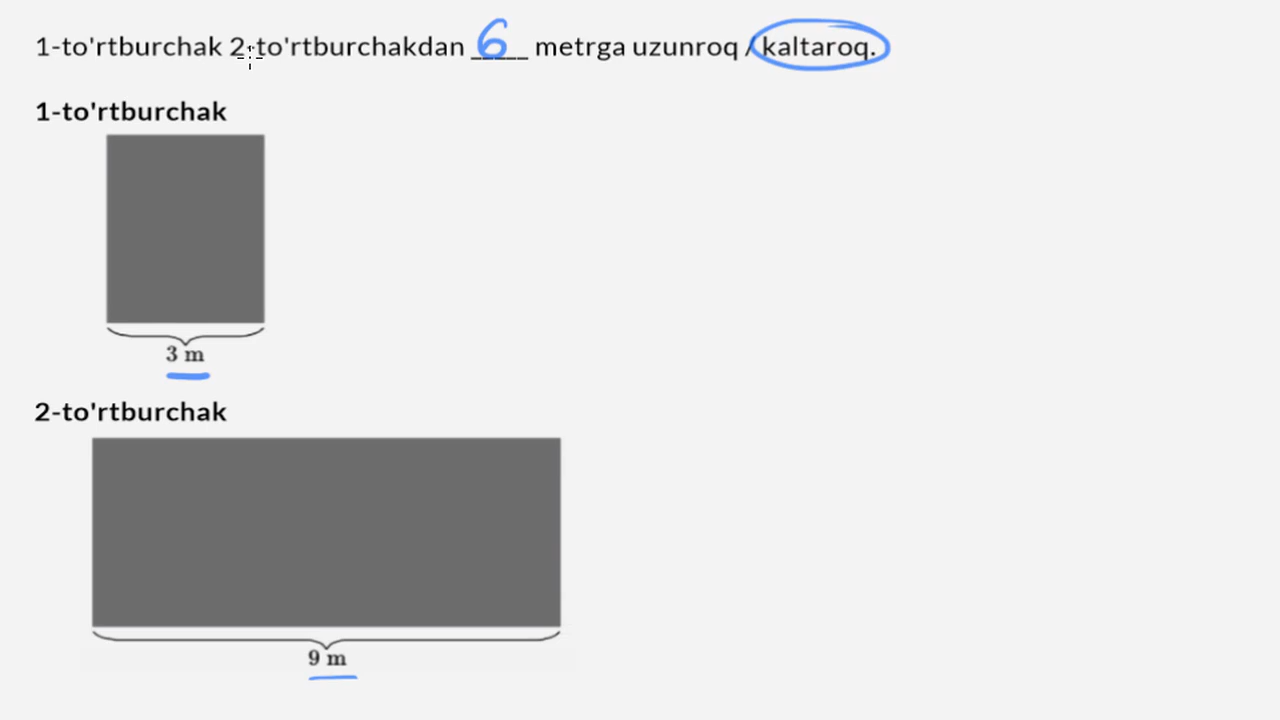 1-to'rtburchak 2-to'rtburchakdan 6 metrga uzunroq / kaltaroq.
1-to'rtburchak
3 m
2-to'rtburchak
9 m